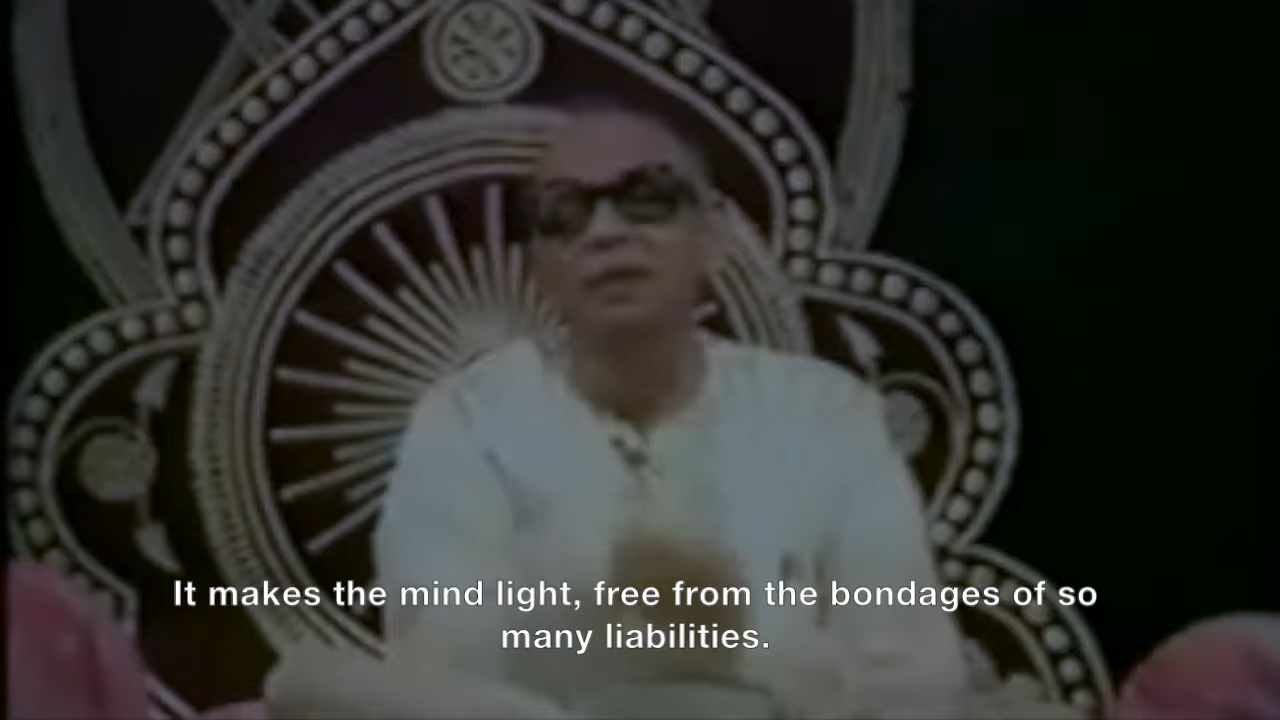 It makes the mind light, free from the bondages of so
many liabilities.